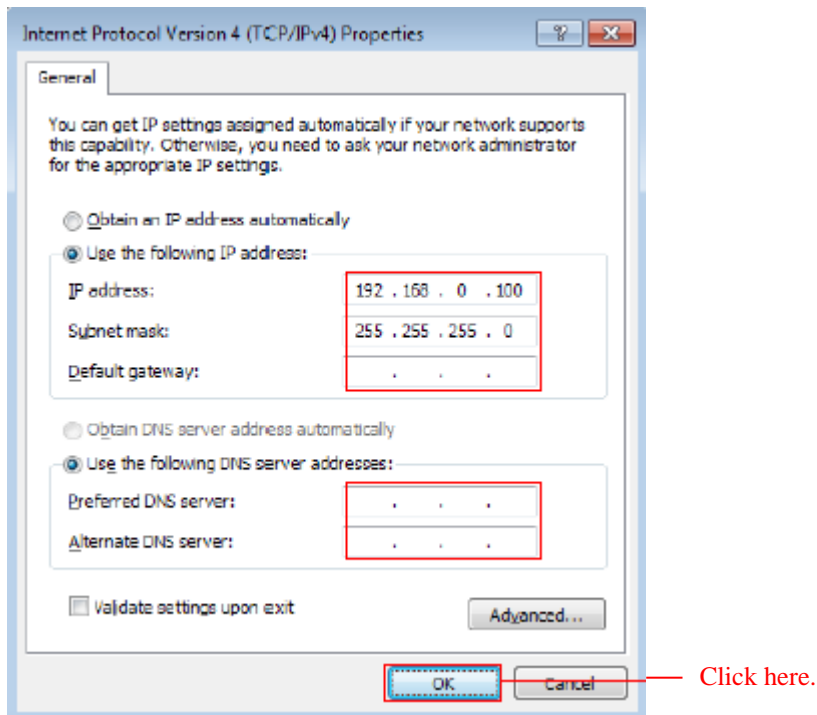 Internet Protocol Version 4 (TCP/IPv4) Properties
General
You can get IP settings assigned automatically if your network supports
this capability. Otherwise, you need to ask your network administrator
for the appropriate IP settings.
Obtain an IP address automatically
Use the following IP address:
IP address: 192 . 168 . 0 . 100
Subnet mask: 255 . 255 . 255 . 0
Default gateway: . . .
Obtain DNS server address automatically
Use the following DNS server addresses:
Preferred DNS server: . . .
Alternate DNS server: . . .
Validate settings upon exit
Advanced...
OK
Cancel
Click here.